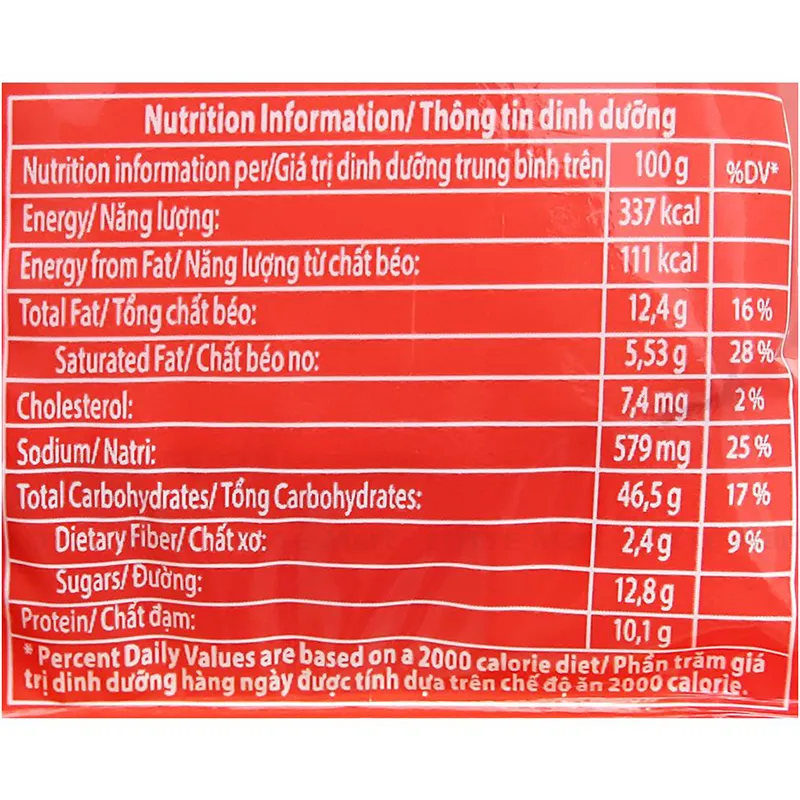 Nutrition Information/ Thông tin dinh dưỡng
Nutrition information per/Giá trị dinh dưỡng trung bình trên 100 g %DV*
Energy/ Năng lượng: 337 kcal
Energy from Fat/ Năng lượng từ chất béo: 111 kcal
Total Fat/ Tổng chất béo: 12,4 g 16 %
Saturated Fat/ Chất béo no: 5,53 g 28 %
Cholesterol: 7,4 mg 2 %
Sodium/ Natri: 579 mg 25 %
Total Carbohydrates/ Tổng Carbohydrates: 46,5 g 17 %
Dietary Fiber/ Chất xơ: 2,4 g 9 %
Sugars/ Đường: 12,8 g
Protein/ Chất đạm: 10,1 g
* Percent Daily Values are based on a 2000 calorie diet/ Phần trăm giá
trị dinh dưỡng hàng ngày được tính dựa trên chế độ ăn 2000 calorie.